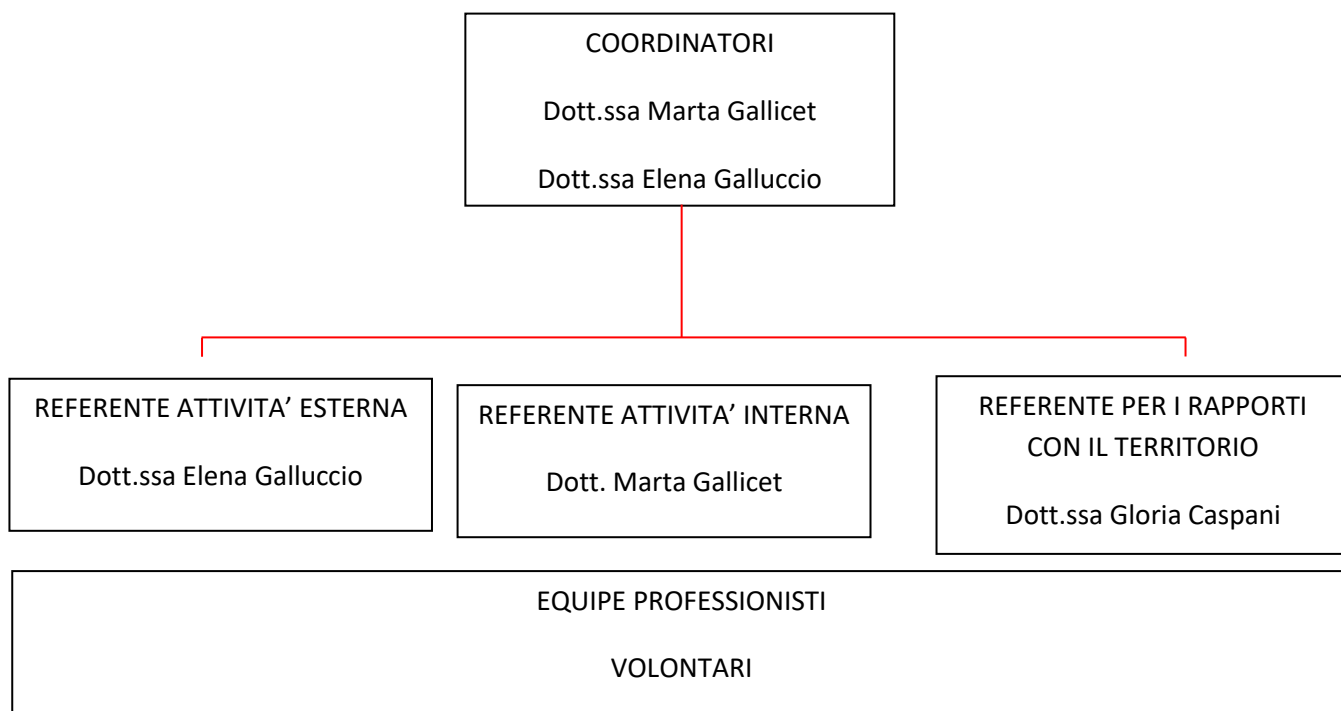 COORDINATORI
Dott.ssa Marta Gallicet
Dott.ssa Elena Galluccio
REFERENTE ATTIVITA’ ESTERNA
Dott.ssa Elena Galluccio
REFERENTE ATTIVITA’ INTERNA
Dott. Marta Gallicet
REFERENTE PER I RAPPORTI
CON IL TERRITORIO
Dott.ssa Gloria Caspani
EQUIPE PROFESSIONISTI
VOLONTARI